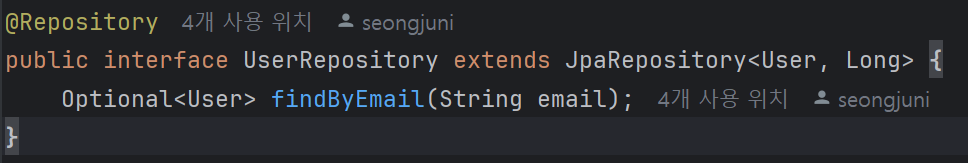 @Repository 4개 사용 위치 seongjuni
public interface UserRepository extends JpaRepository<User, Long> {
    Optional<User> findByEmail(String email); 4개 사용 위치 seongjuni
}